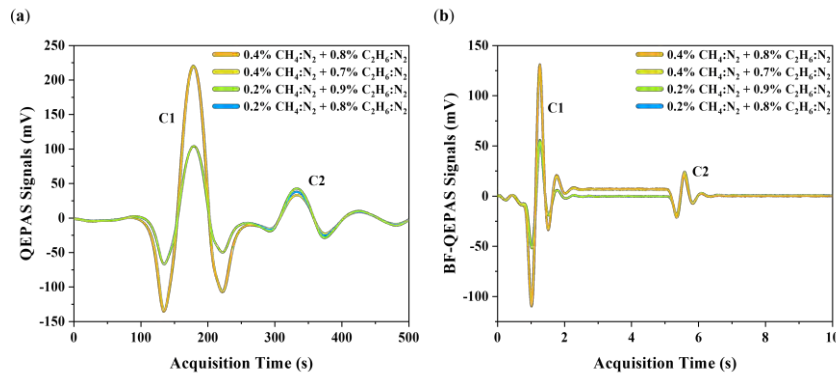 (a)
250
200
150
100
50
0
-50
-100
-150
0 100 200 300 400 500
QEPAS Signals (mV)
Acquisition Time (s)
0.4% CH₄:N₂ + 0.8% C₂H₆:N₂
0.4% CH₄:N₂ + 0.7% C₂H₆:N₂
0.2% CH₄:N₂ + 0.9% C₂H₆:N₂
0.2% CH₄:N₂ + 0.8% C₂H₆:N₂
C1
C2
(b)
150
100
50
0
-50
-100
0 2 4 6 8 10
BF-QEPAS Signals (mV)
Acquisition Time (s)
0.4% CH₄:N₂ + 0.8% C₂H₆:N₂
0.4% CH₄:N₂ + 0.7% C₂H₆:N₂
0.2% CH₄:N₂ + 0.9% C₂H₆:N₂
0.2% CH₄:N₂ + 0.8% C₂H₆:N₂
C1
C2